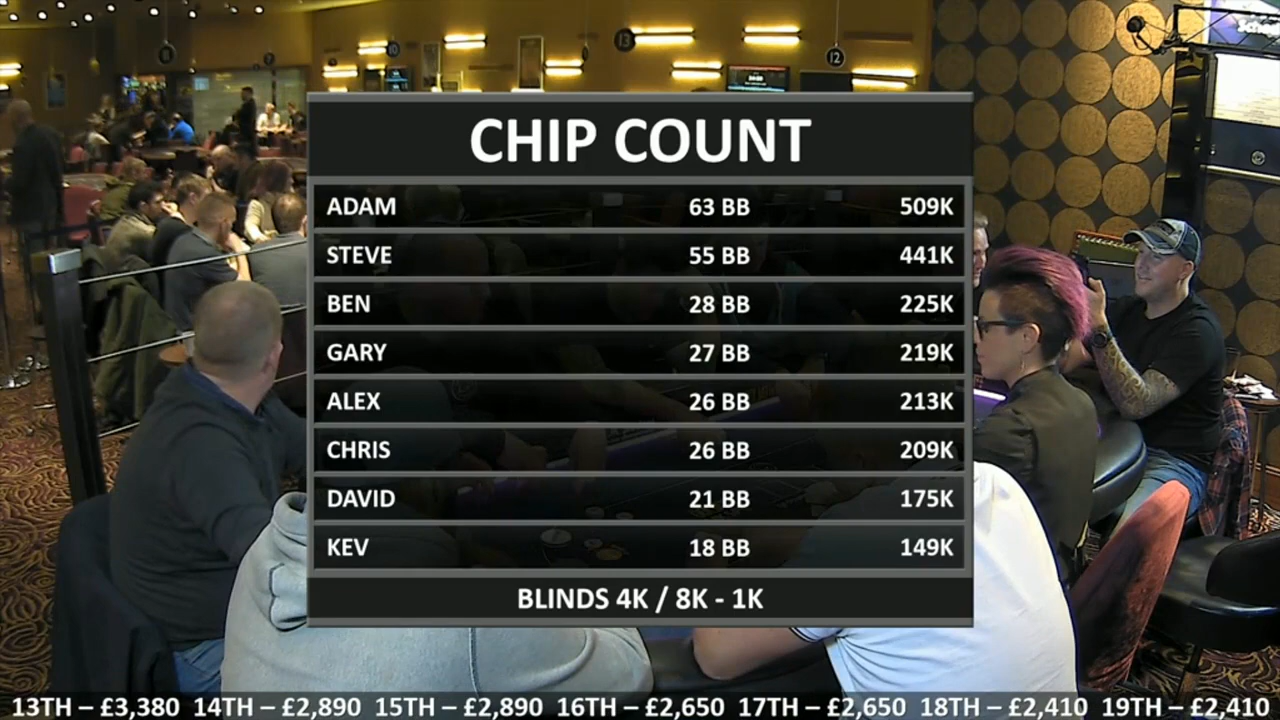 CHIP COUNT
ADAM 63 BB 509K
STEVE 55 BB 441K
BEN 28 BB 225K
GARY 27 BB 219K
ALEX 26 BB 213K
CHRIS 26 BB 209K
DAVID 21 BB 175K
KEV 18 BB 149K
BLINDS 4K / 8K - 1K
13TH – £3,380 14TH – £2,890 15TH – £2,890 16TH – £2,650 17TH – £2,650 18TH – £2,410 19TH – £2,410
10
13
12